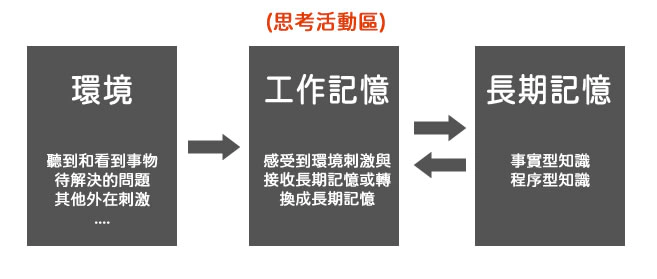 (思考活動區)
環境
聽到和看到事物
待解決的問題
其他外在刺激
....
工作記憶
感受到環境刺激與
接收長期記憶或轉
換成長期記憶
長期記憶
事實型知識
程序型知識